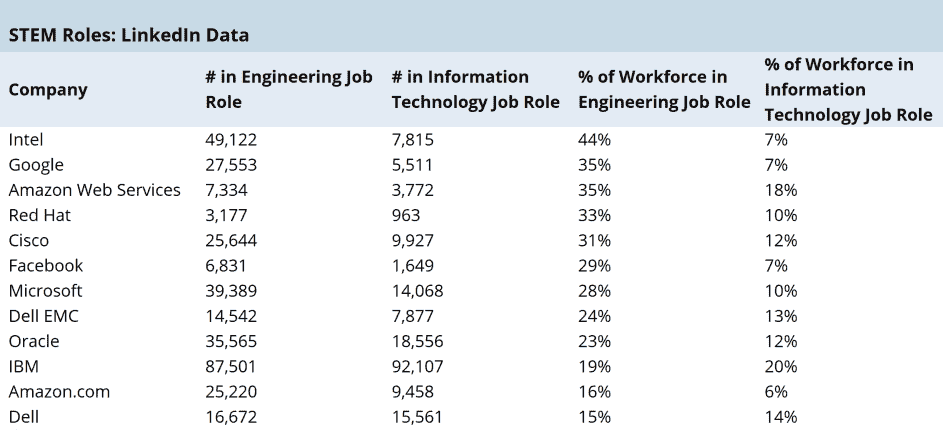 STEM Roles: LinkedIn Data
Company # in Engineering Job Role # in Information Technology Job Role % of Workforce in Engineering Job Role % of Workforce in Information Technology Job Role
Intel 49,122 7,815 44% 7%
Google 27,553 5,511 35% 7%
Amazon Web Services 7,334 3,772 35% 18%
Red Hat 3,177 963 33% 10%
Cisco 25,644 9,927 31% 12%
Facebook 6,831 1,649 29% 7%
Microsoft 39,389 14,068 28% 10%
Dell EMC 14,542 7,877 24% 13%
Oracle 35,565 18,556 23% 12%
IBM 87,501 92,107 19% 20%
Amazon.com 25,220 9,458 16% 6%
Dell 16,672 15,561 15% 14%